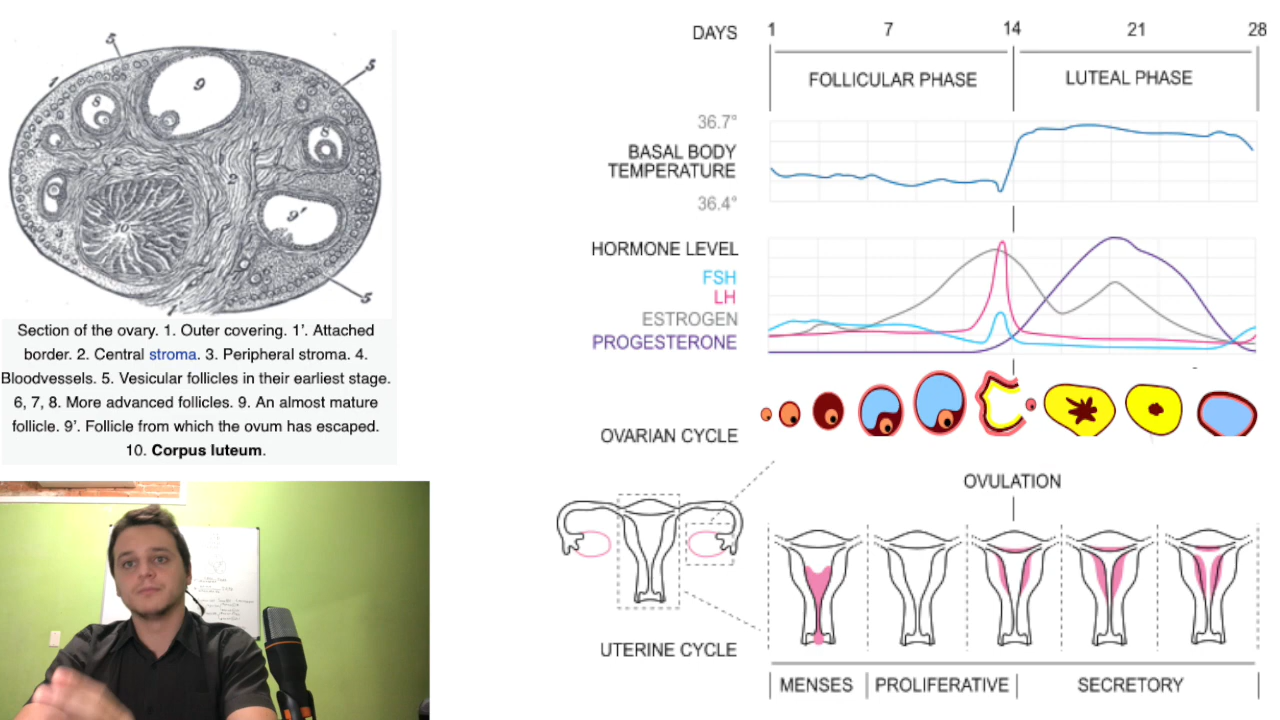 5
5
1
9
3
6
8
8
7
2
9'
6
10
3
5
1'
Section of the ovary. 1. Outer covering. 1'. Attached
border. 2. Central stroma. 3. Peripheral stroma. 4.
Bloodvessels. 5. Vesicular follicles in their earliest stage.
6, 7, 8. More advanced follicles. 9. An almost mature
follicle. 9'. Follicle from which the ovum has escaped.
10. Corpus luteum.
DAYS 1 7 14 21 28
FOLLICULAR PHASE LUTEAL PHASE
36.7°
BASAL BODY
TEMPERATURE
36.4°
HORMONE LEVEL
FSH
LH
ESTROGEN
PROGESTERONE
OVARIAN CYCLE
OVULATION
UTERINE CYCLE
MENSES PROLIFERATIVE SECRETORY